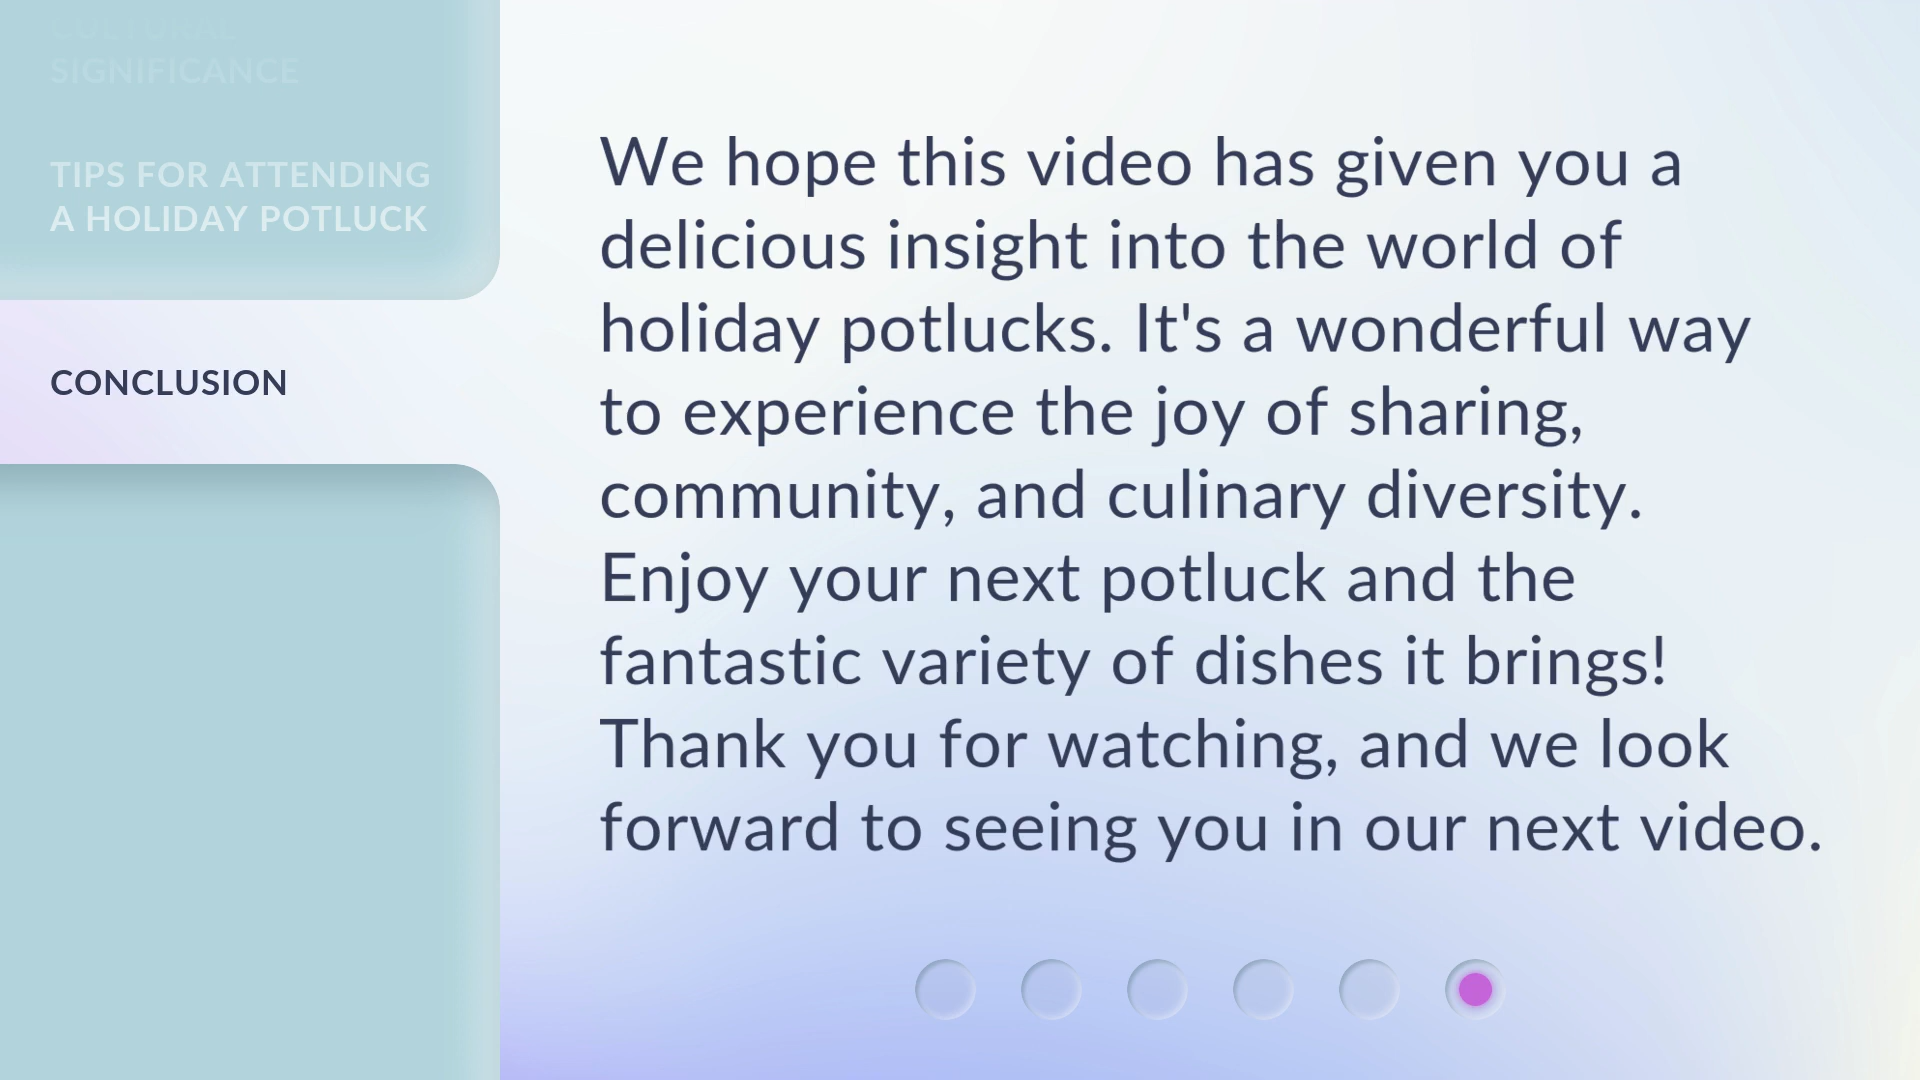 CULTURAL
SIGNIFICANCE
TIPS FOR ATTENDING
A HOLIDAY POTLUCK
CONCLUSION
We hope this video has given you a
delicious insight into the world of
holiday potlucks. It's a wonderful way
to experience the joy of sharing,
community, and culinary diversity.
Enjoy your next potluck and the
fantastic variety of dishes it brings!
Thank you for watching, and we look
forward to seeing you in our next video.